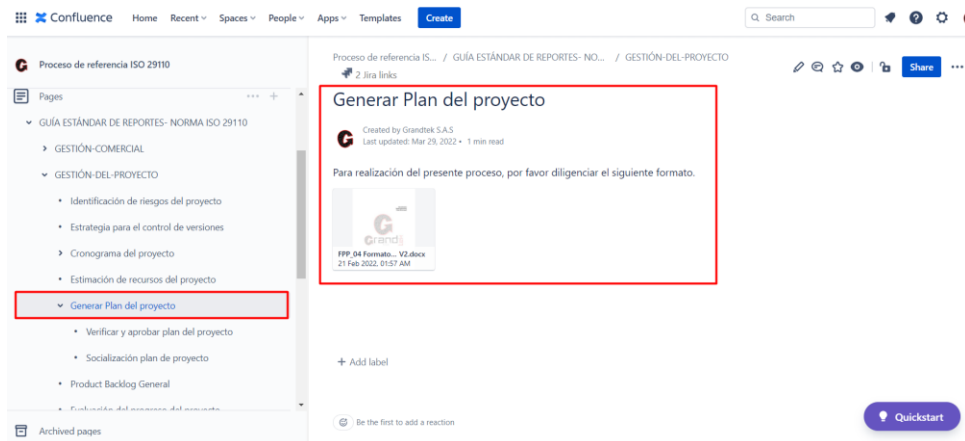 Confluence Home Recent Spaces People Apps Templates Create Search
Proceso de referencia ISO 29110
Pages
GUÍA ESTÁNDAR DE REPORTES- NORMA ISO 29110
GESTIÓN-COMERCIAL
GESTIÓN-DEL-PROYECTO
Identificación de riesgos del proyecto
Estrategia para el control de versiones
Cronograma del proyecto
Estimación de recursos del proyecto
Generar Plan del proyecto
Verificar y aprobar plan del proyecto
Socialización plan de proyecto
Product Backlog General
Evaluación del progreso del proyecto
Archived pages
Proceso de referencia IS... / GUÍA ESTÁNDAR DE REPORTES- NO... / GESTIÓN-DEL-PROYECTO
2 Jira links
Share
Generar Plan del proyecto
Created by Grandtek S.A.S
Last updated: Mar 29, 2022 • 1 min read
Para realización del presente proceso, por favor diligenciar el siguiente formato.
Grand
FPP_04 Formato... V2.docx
21 Feb 2022, 01:57 AM
+ Add label
Be the first to add a reaction
Quickstart